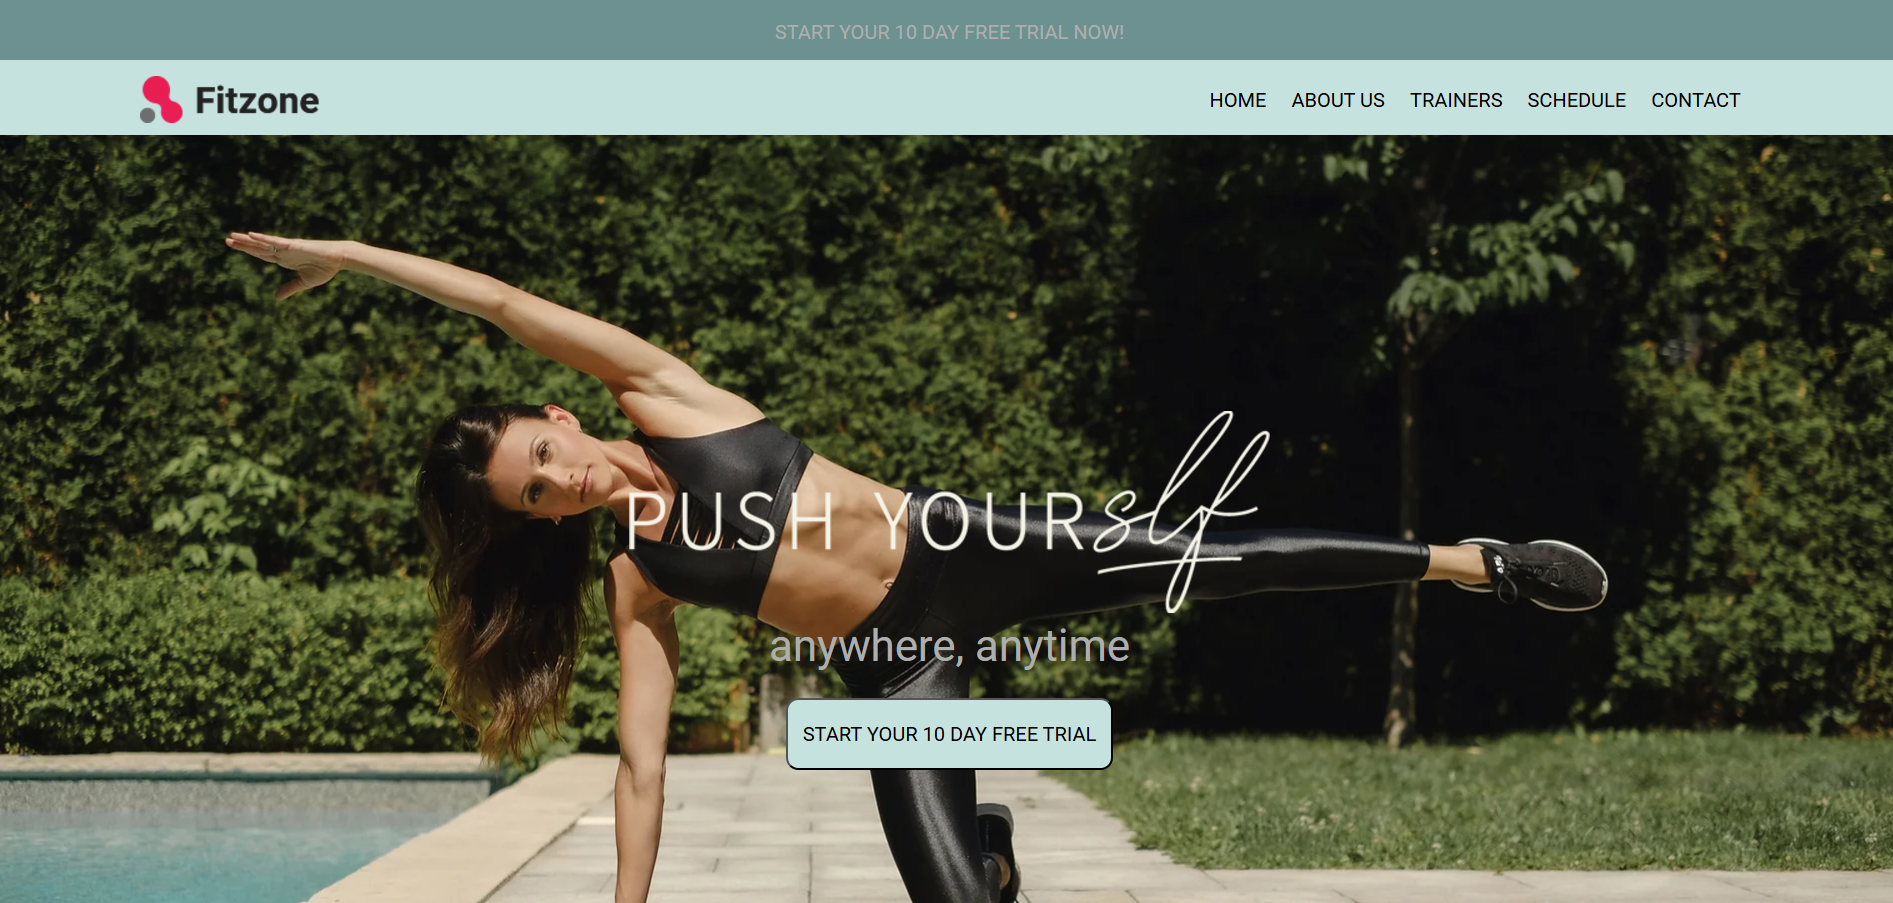 START YOUR 10 DAY FREE TRIAL NOW!
Fitzone
HOME ABOUT US TRAINERS SCHEDULE CONTACT
PUSH YOURslf
anywhere, anytime
START YOUR 10 DAY FREE TRIAL